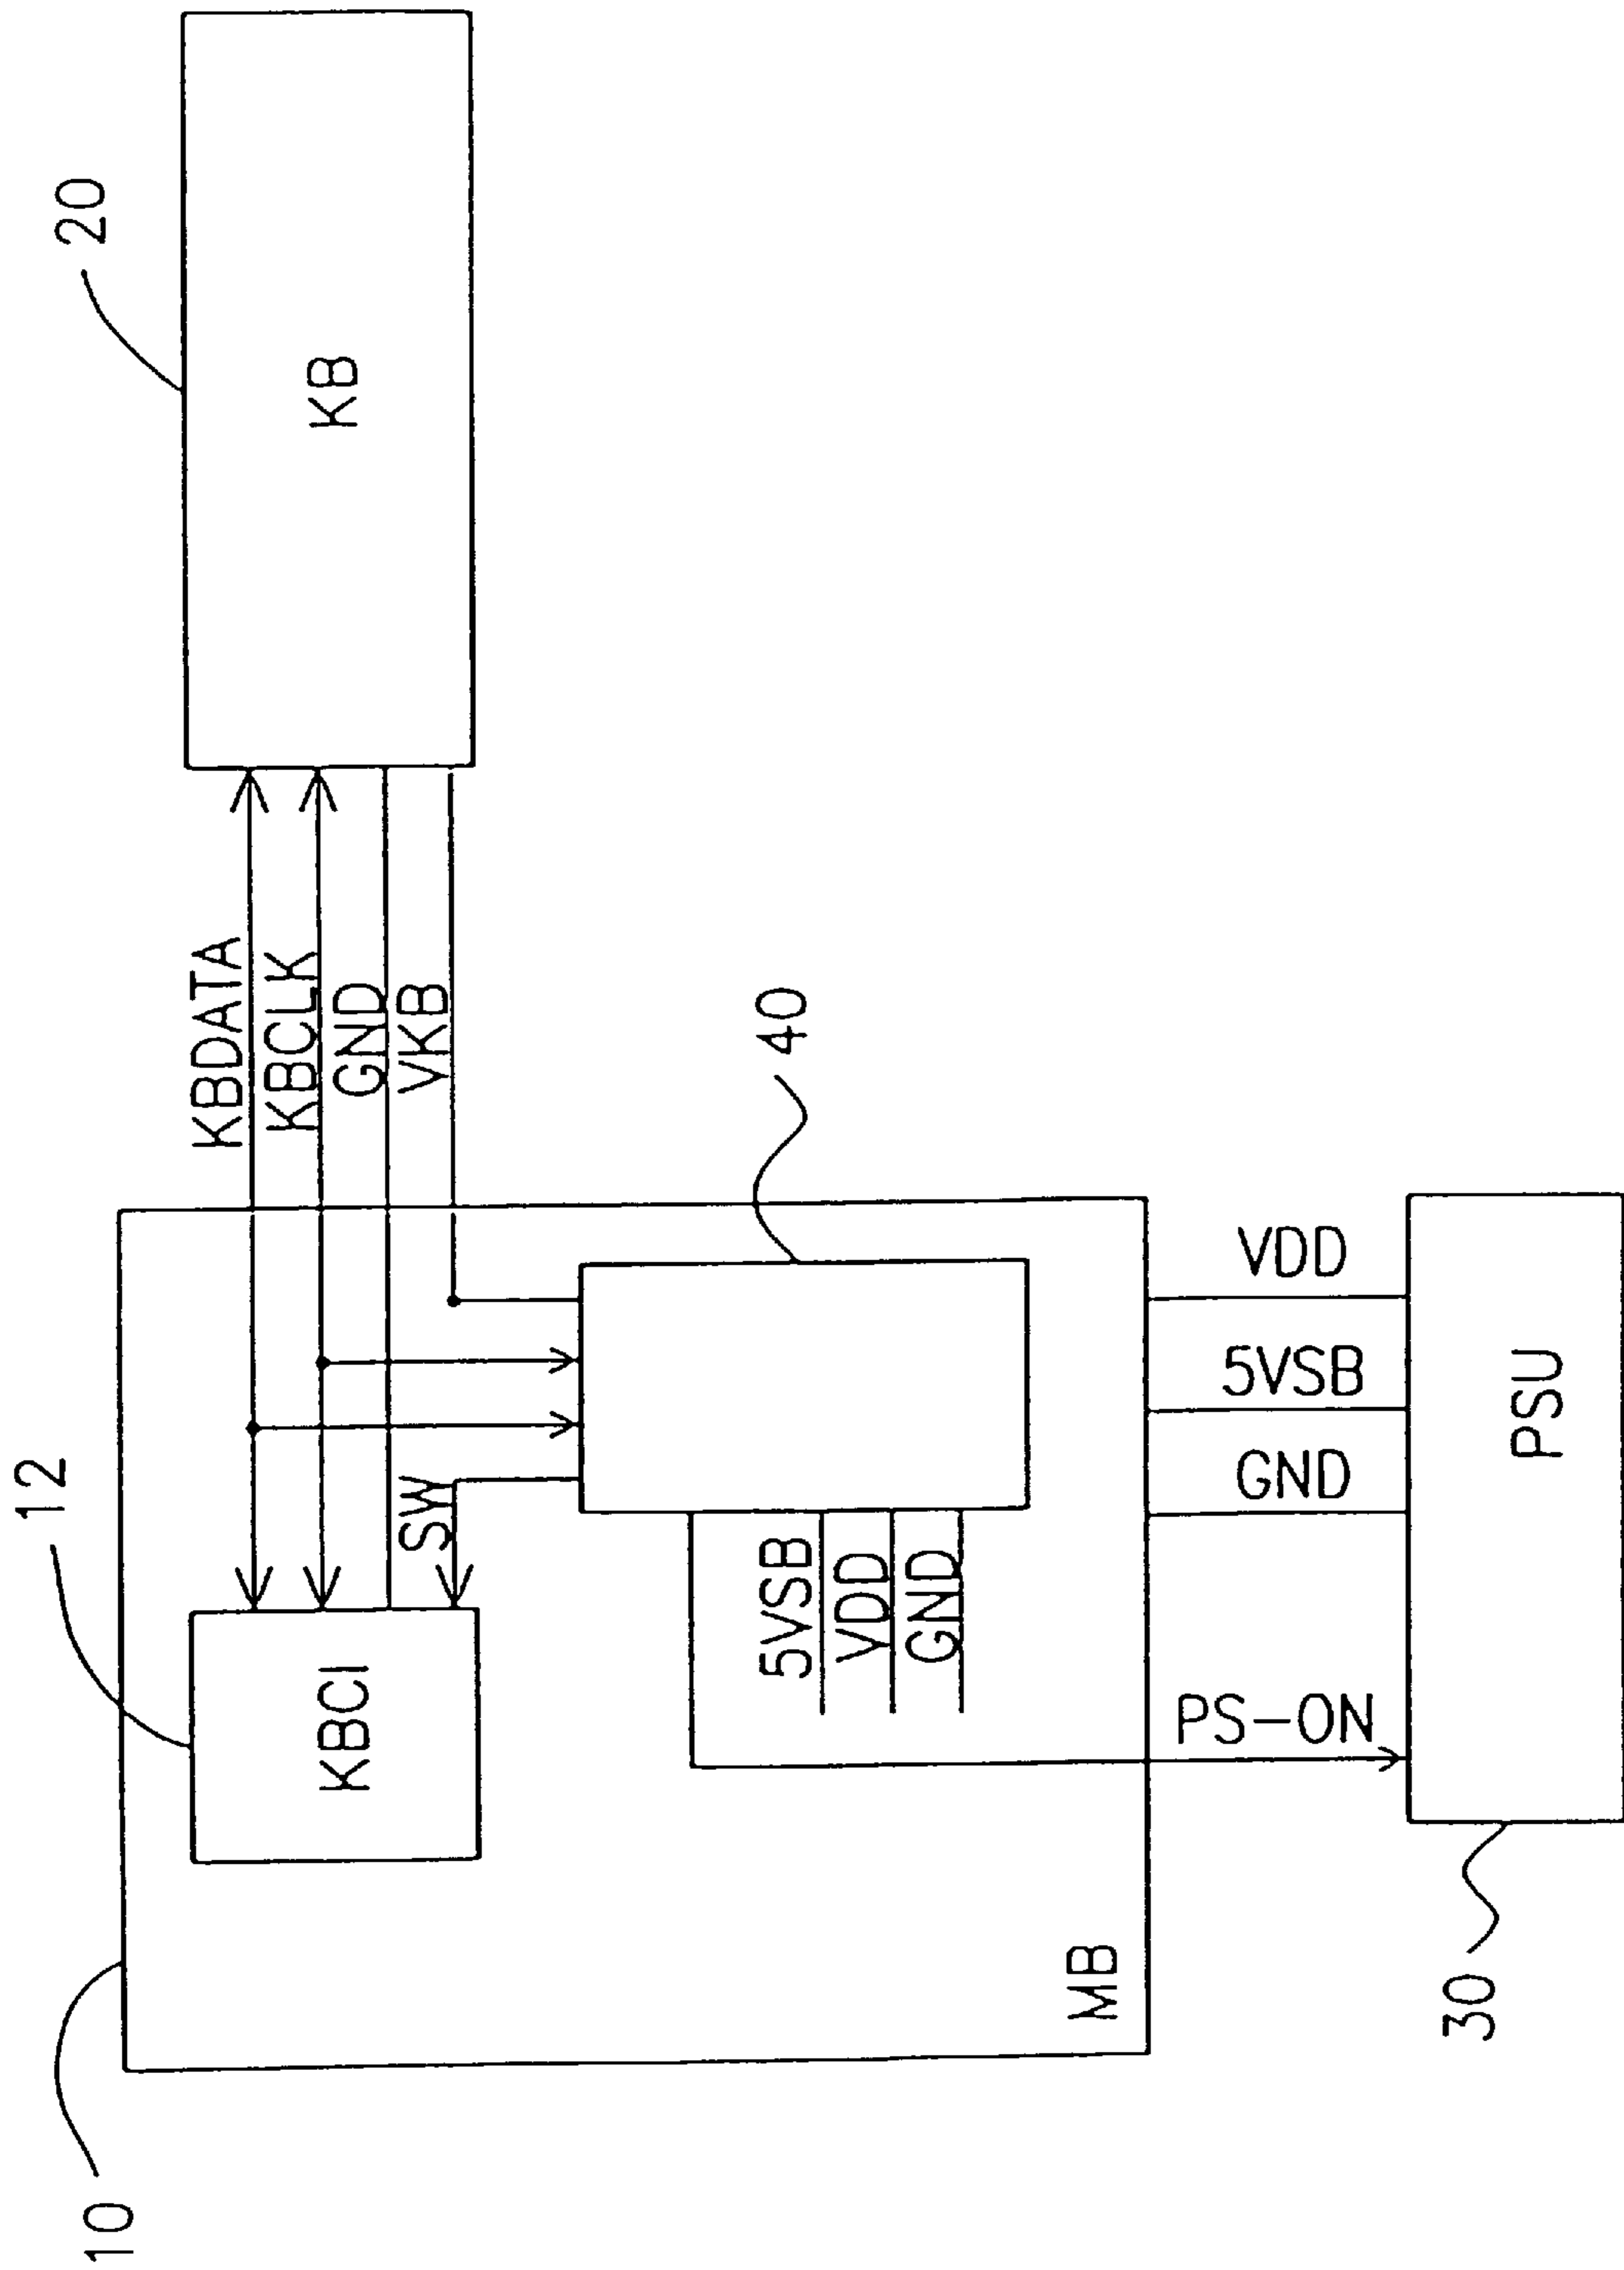 10
12
20
KBCI
KB
KBDATA
KBCLK
GND
VKB
SW
40
5VSB
VDD
GND
MB
PS-ON
GND
5VSB
VDD
30
PSU